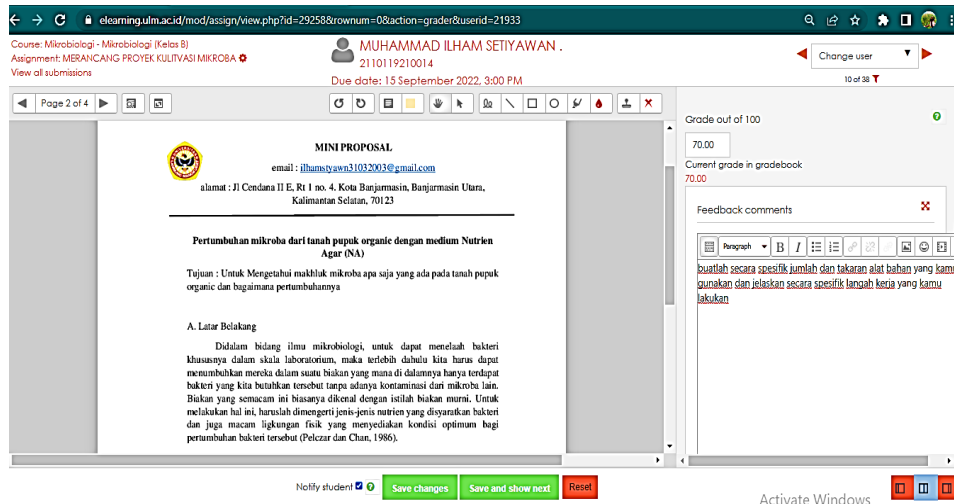 elearning.ulm.ac.id/mod/assign/view.php?id=29258&rownum=0&action=grader&userid=21933
Course: Mikrobiologi - Mikrobiologi (Kelas B)
Assignment: MERANCANG PROYEK KULITVASI MIKROBA
View all submissions
MUHAMMAD ILHAM SETIYAWAN .
2110119210014
Due date: 15 September 2022, 3:00 PM
Change user
10 of 38
Page 2 of 4
MINI PROPOSAL
email : ilhamstyawn31032003@gmail.com
alamat : Jl Cendana II E, Rt 1 no. 4. Kota Banjarmasin, Banjarmasin Utara,
Kalimantan Selatan, 70123
Pertumbuhan mikroba dari tanah pupuk organic dengan medium Nutrien
Agar (NA)
Tujuan : Untuk Mengetahui makhluk mikroba apa saja yang ada pada tanah pupuk
organic dan bagaimana pertumbuhannya
A. Latar Belakang
Didalam bidang ilmu mikrobiologi, untuk dapat menelaah bakteri
khususnya dalam skala laboratorium, maka terlebih dahulu kita harus dapat
menumbuhkan mereka dalam suatu biakan yang mana di dalamnya hanya terdapat
bakteri yang kita butuhkan tersebut tanpa adanya kontaminasi dari mikroba lain.
Biakan yang semacam ini biasanya dikenal dengan istilah biakan murni. Untuk
melakukan hal ini, haruslah dimengerti jenis-jenis nutrien yang disyaratkan bakteri
dan juga macam ligkungan fisik yang menyediakan kondisi optimum bagi
pertumbuhan bakteri tersebut (Pelczar dan Chan, 1986).
Grade out of 100
70.00
Current grade in gradebook
70.00
Feedback comments
Paragraph
B
I
buatlah secara spesifik jumlah dan takaran alat bahan yang kamu
gunakan dan jelaskan secara spesifik langah kerja yang kamu
lakukan
Notify student
Save changes
Save and show next
Reset
Activate Windows